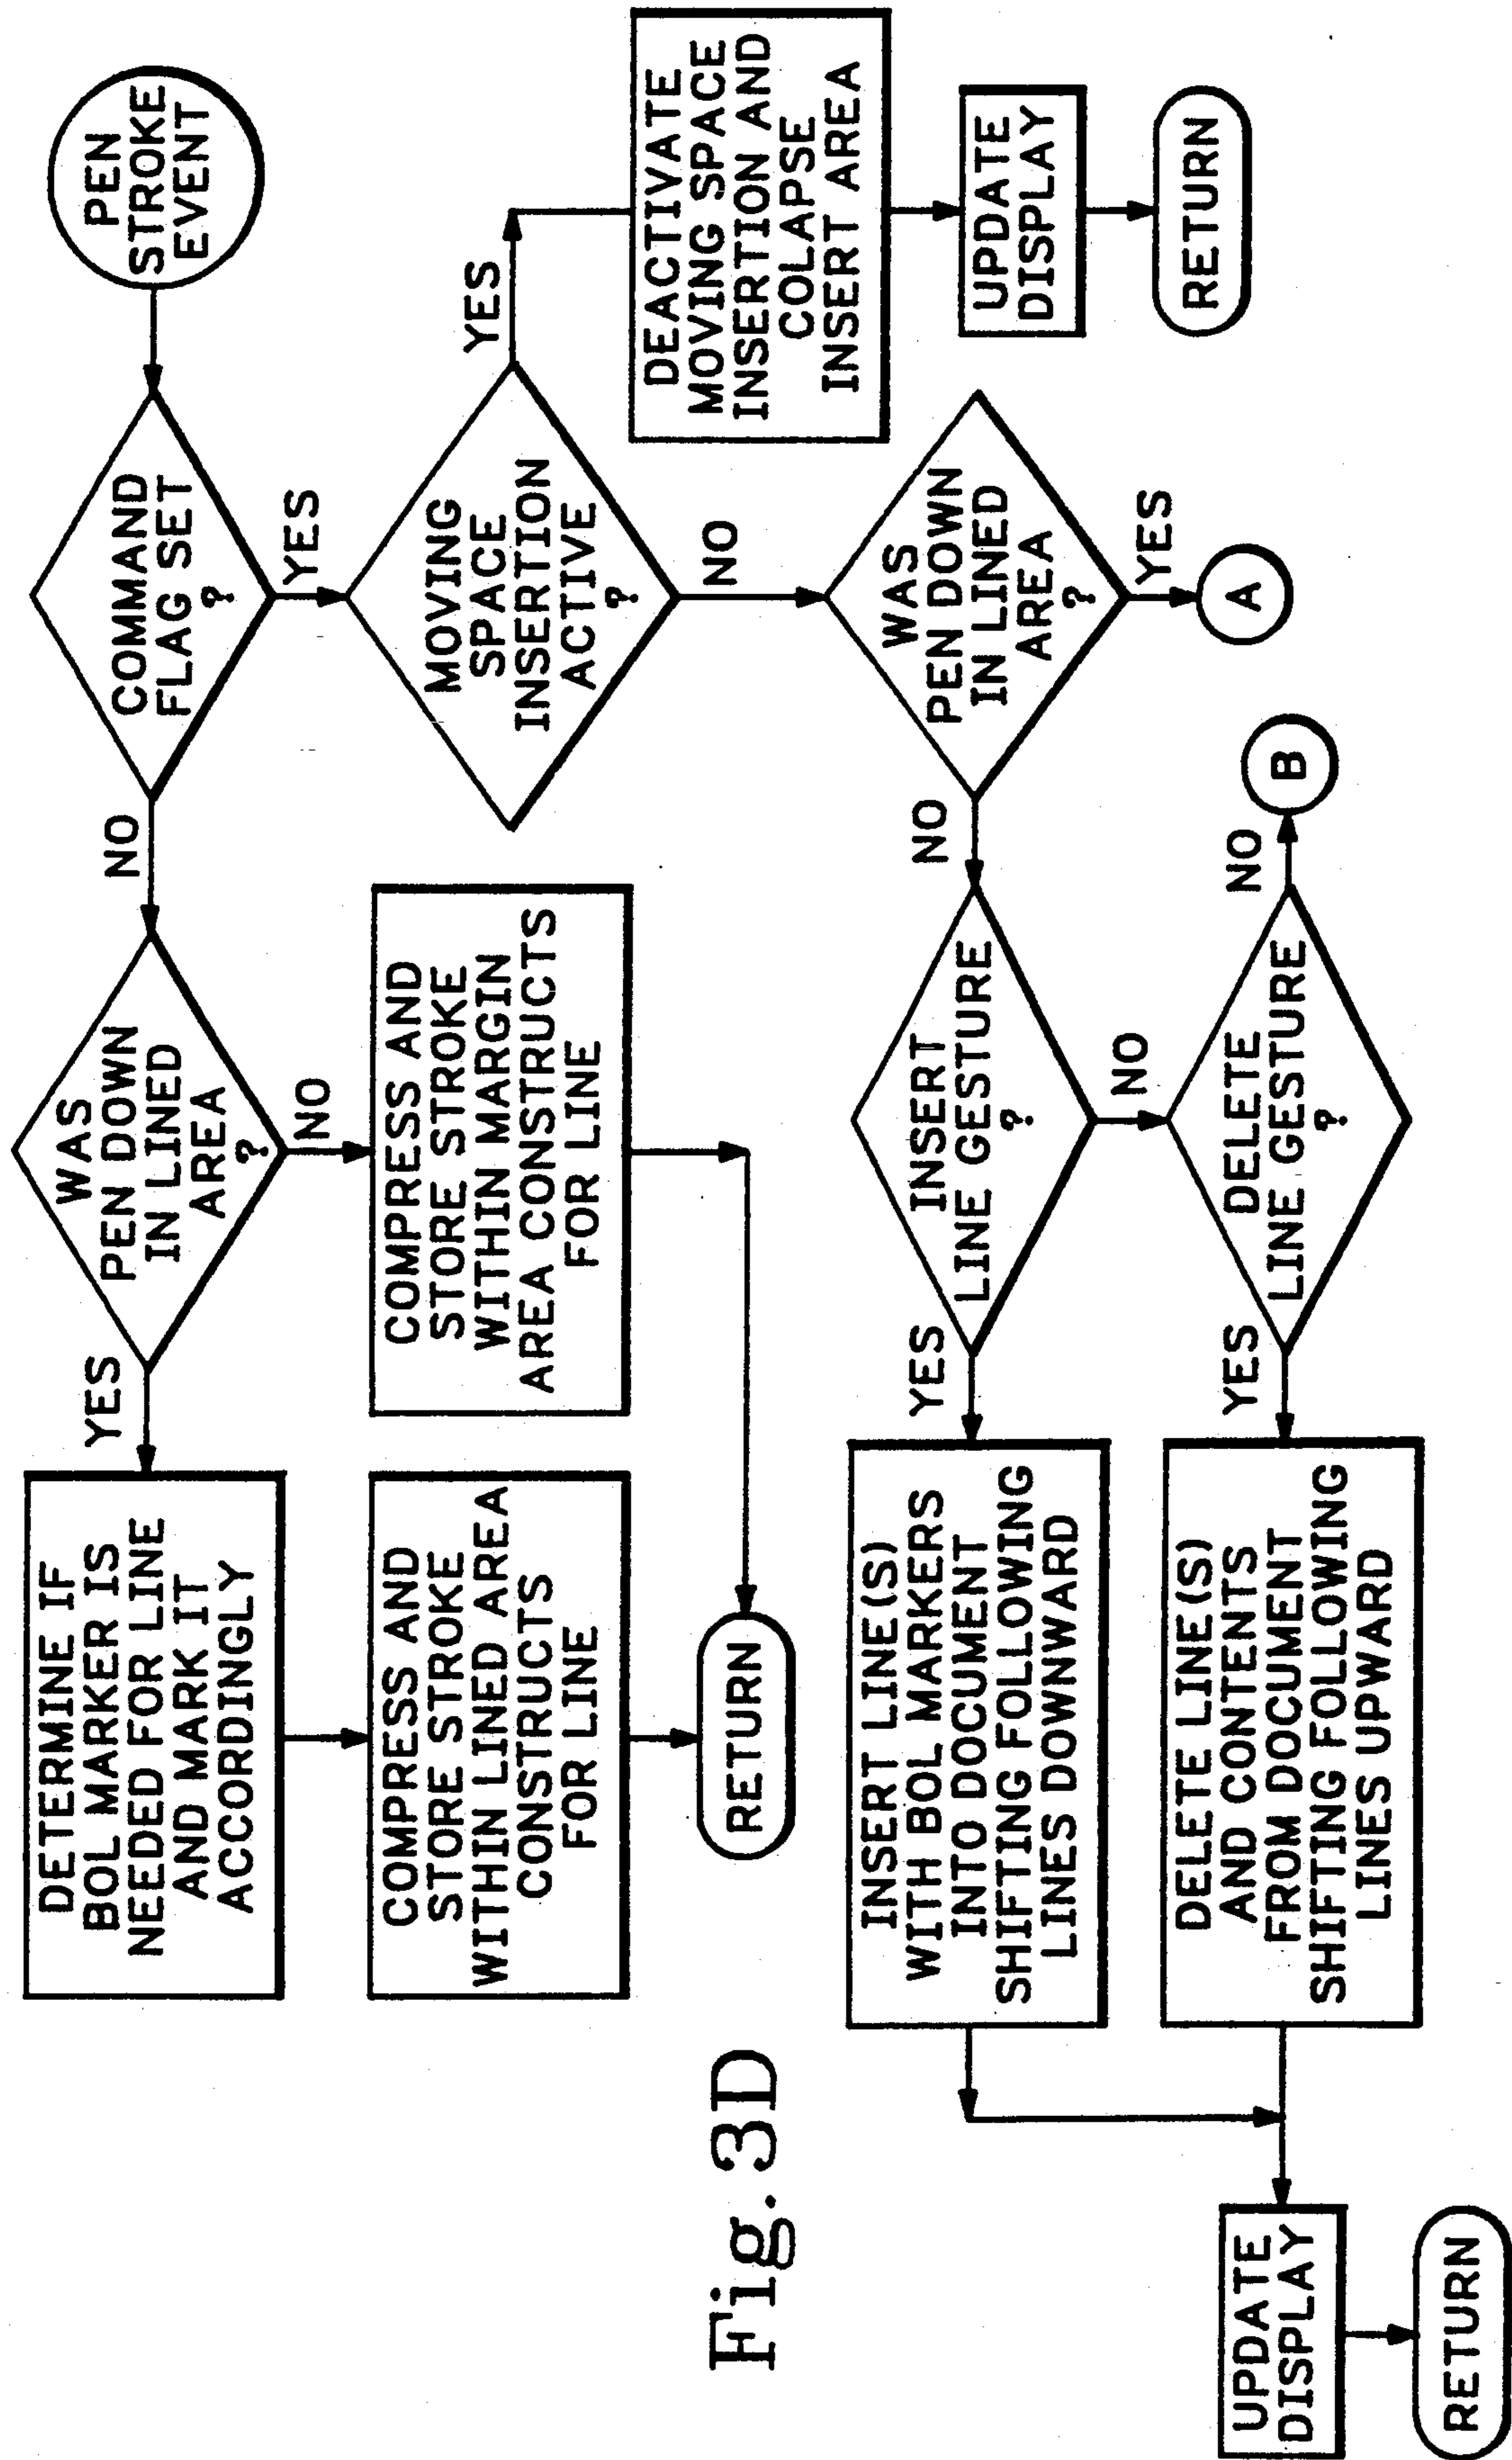 PEN
STROKE
EVENT
COMMAND
FLAG SET
?
NO
YES
WAS
PEN DOWN
IN LINED
AREA
?
YES
NO
DETERMINE IF
BOL MARKER IS
NEEDED FOR LINE
AND MARK IT
ACCORDINGLY
COMPRESS AND
STORE STROKE
WITHIN LINED AREA
CONSTRUCTS
FOR LINE
COMPRESS AND
STORE STROKE
WITHIN MARGIN
AREA CONSTRUCTS
FOR LINE
RETURN
MOVING
SPACE
INSERTION
ACTIVE
?
YES
NO
DEACTIVATE
MOVING SPACE
INSERTION AND
COLAPSE
INSERT AREA
UPDATE
DISPLAY
RETURN
WAS
PEN DOWN
IN LINED
AREA
?
YES
A
NO
INSERT
LINE GESTURE
?
YES
NO
INSERT LINE(S)
WITH BOL MARKERS
INTO DOCUMENT
SHIFTING FOLLOWING
LINES DOWNWARD
DELETE
LINE GESTURE
?
NO
B
YES
DELETE LINE(S)
AND CONTENTS
FROM DOCUMENT
SHIFTING FOLLOWING
LINES UPWARD
UPDATE
DISPLAY
RETURN
Fig. 3D